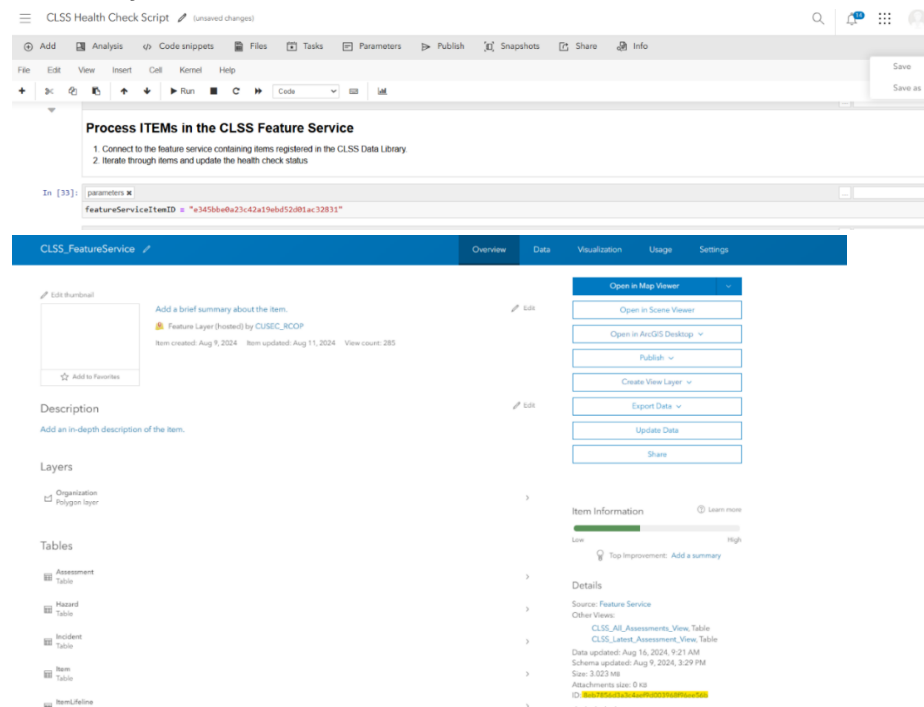 CLSS Health Check Script (unsaved changes)
Add Analysis Code snippets Files Tasks Parameters Publish Snapshots Share Info
File Edit View Insert Cell Kernel Help
Save
Save as
Run Code
Process ITEMs in the CLSS Feature Service
1. Connect to the feature service containing items registered in the CLSS Data Library.
2. Iterate through items and update the health check status
In [33]: parameters
featureServiceItemID = "e345bbe0a23c42a19ebd52d01ac32831"
CLSS_FeatureService Overview Data Visualization Usage Settings
Edit thumbnail
Add a brief summary about the item. Edit
Feature Layer (hosted) by CUSEC_RCOP
Item created: Aug 9, 2024 Item updated: Aug 11, 2024 View count: 285
Add to Favorites
Description Edit
Add an in-depth description of the item.
Layers
Organization
Polygon layer
Tables
Assessment
Table
Hazard
Table
Incident
Table
Item
Table
ItemLifeline
Open in Map Viewer
Open in Scene Viewer
Open in ArcGIS Desktop
Publish
Create View Layer
Export Data
Update Data
Share
Item Information Learn more
Low High
Top Improvement: Add a summary
Details
Source: Feature Service
Other Views:
CLSS_All_Assessments_View, Table
CLSS_Latest_Assessment_View, Table
Data updated: Aug 16, 2024, 9:21 AM
Schema updated: Aug 9, 2024, 3:29 PM
Size: 3.023 MB
Attachments size: 0 KB
ID: